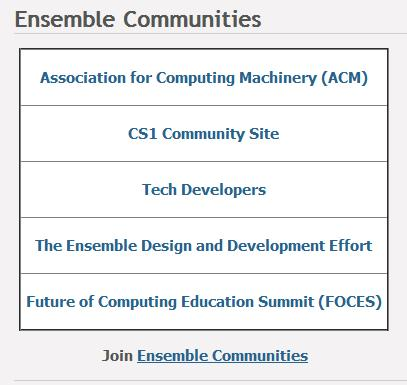 Ensemble Communities
Association for Computing Machinery (ACM)
CS1 Community Site
Tech Developers
The Ensemble Design and Development Effort
Future of Computing Education Summit (FOCES)
Join Ensemble Communities